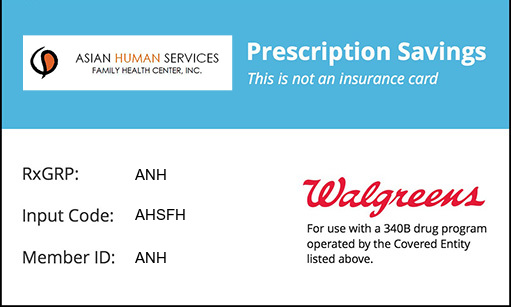 ASIAN HUMAN SERVICES
FAMILY HEALTH CENTER, INC.
Prescription Savings
This is not an insurance card
RxGRP: ANH
Input Code: AHSFH
Member ID: ANH
Walgreens
For use with a 340B drug program
operated by the Covered Entity
listed above.